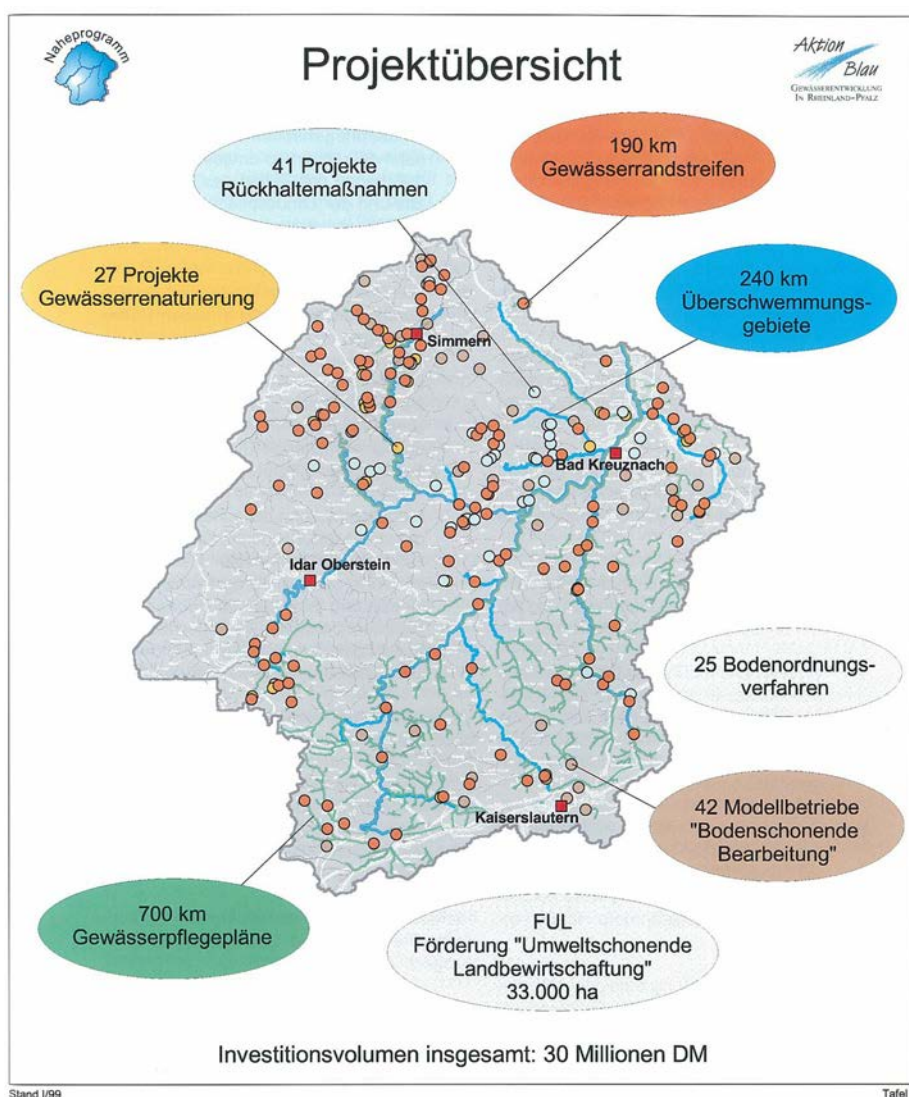 Naheprogramm
Projektübersicht
Aktion
Blau
GEWÄSSERENTWICKLUNG
IN RHEINLAND-PFALZ
41 Projekte
Rückhaltemaßnahmen
190 km
Gewässerrandstreifen
27 Projekte
Gewässerrenaturierung
240 km
Überschwemmungs-
gebiete
Simmern
Bad Kreuznach
Idar Oberstein
25 Bodenordnungs-
verfahren
Kaiserslautern
42 Modellbetriebe
"Bodenschonende
Bearbeitung"
700 km
Gewässerpflegepläne
FUL
Förderung "Umweltschonende
Landbewirtschaftung"
33.000 ha
Investitionsvolumen insgesamt: 30 Millionen DM
Stand I/99
Tafel